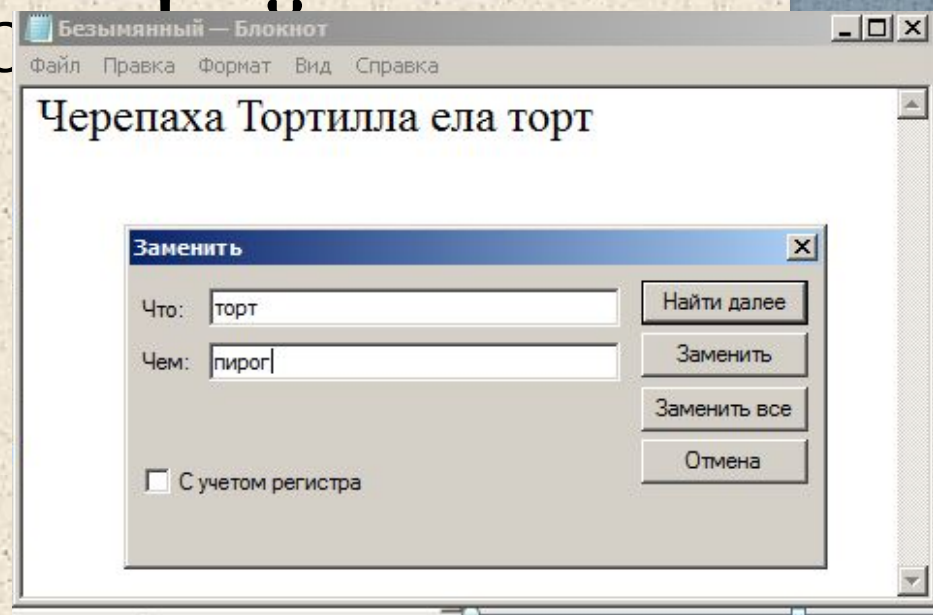 Безымянный — Блокнот
Файл Правка Формат Вид Справка
Черепаха Тортилла ела торт
Заменить
Что: торт
Найти далее
Чем: пирог
Заменить
Заменить все
Отмена
С учетом регистра